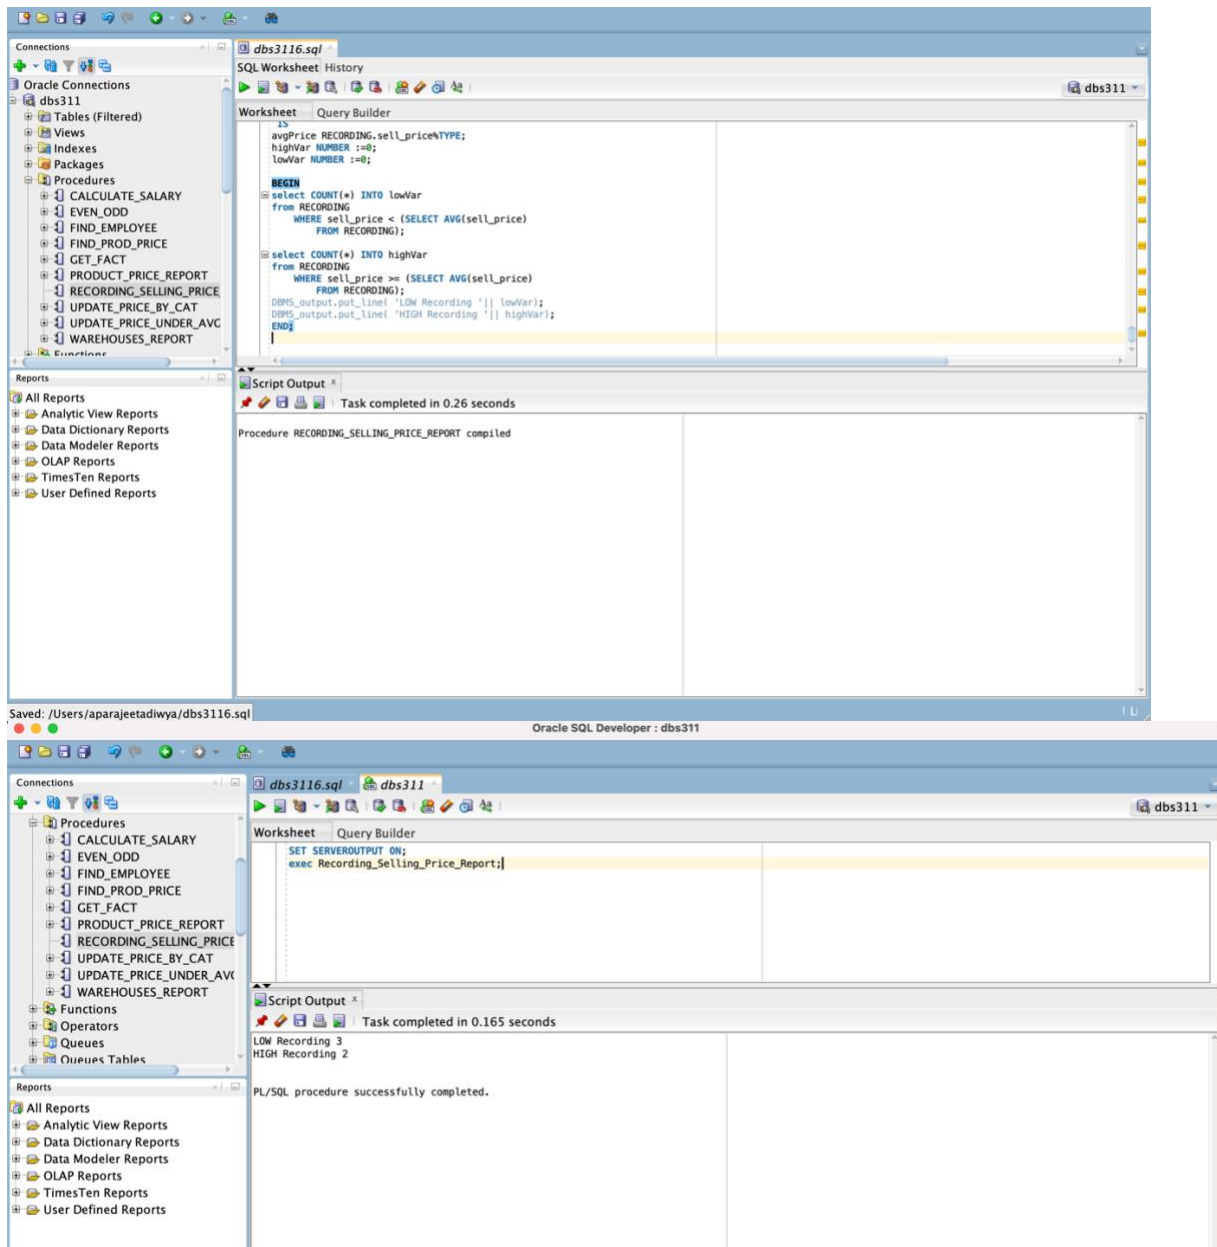 Connections
Oracle Connections
dbs311
Tables (Filtered)
Views
Indexes
Packages
Procedures
CALCULATE_SALARY
EVEN_ODD
FIND_EMPLOYEE
FIND_PROD_PRICE
GET_FACT
PRODUCT_PRICE_REPORT
RECORDING_SELLING_PRICE
UPDATE_PRICE_BY_CAT
UPDATE_PRICE_UNDER_AVG
WAREHOUSES_REPORT
Functions
Reports
All Reports
Analytic View Reports
Data Dictionary Reports
Data Modeler Reports
OLAP Reports
TimesTen Reports
User Defined Reports
dbs3116.sql
SQL Worksheet History
dbs311
Worksheet Query Builder
IS
avgPrice RECORDING.sell_price%TYPE;
highVar NUMBER :=0;
lowVar NUMBER :=0;
BEGIN
select COUNT(*) INTO lowVar
from RECORDING
WHERE sell_price < (SELECT AVG(sell_price)
FROM RECORDING);
select COUNT(*) INTO highVar
from RECORDING
WHERE sell_price >= (SELECT AVG(sell_price)
FROM RECORDING);
DBMS_output.put_line( 'LOW Recording '|| lowVar);
DBMS_output.put_line( 'HIGH Recording '|| highVar);
END;
Script Output
Task completed in 0.26 seconds
Procedure RECORDING_SELLING_PRICE_REPORT compiled
Saved: /Users/aparajeetadiwya/dbs3116.sql
Oracle SQL Developer : dbs311
Connections
Procedures
CALCULATE_SALARY
EVEN_ODD
FIND_EMPLOYEE
FIND_PROD_PRICE
GET_FACT
PRODUCT_PRICE_REPORT
RECORDING_SELLING_PRICE
UPDATE_PRICE_BY_CAT
UPDATE_PRICE_UNDER_AV
WAREHOUSES_REPORT
Functions
Operators
Queues
Queues Tables
Reports
All Reports
Analytic View Reports
Data Dictionary Reports
Data Modeler Reports
OLAP Reports
TimesTen Reports
User Defined Reports
dbs3116.sql dbs311
dbs311
Worksheet Query Builder
SET SERVEROUTPUT ON;
exec Recording_Selling_Price_Report;
Script Output
Task completed in 0.165 seconds
LOW Recording 3
HIGH Recording 2
PL/SQL procedure successfully completed.